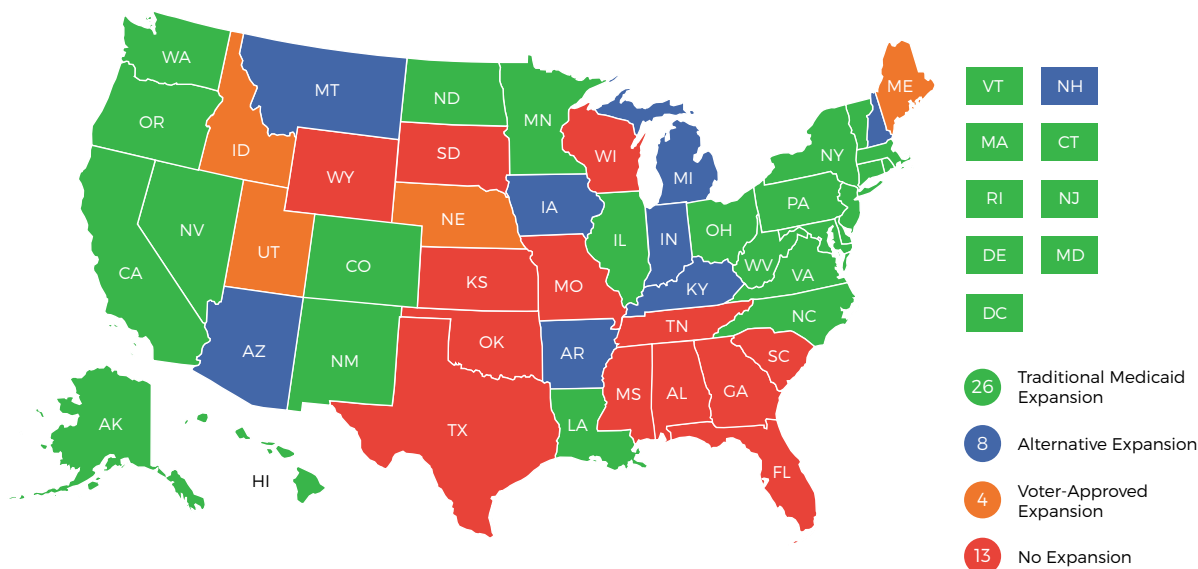 WA
MT
ND
MN
ME
VT
NH
OR
ID
SD
WI
MI
NY
MA
CT
WY
NE
IA
PA
RI
NJ
NV
UT
CO
IL
IN
OH
WV
VA
DE
MD
CA
KS
MO
KY
NC
DC
AZ
NM
OK
AR
TN
SC
MS
AL
GA
AK
TX
LA
FL
HI
26
Traditional Medicaid
Expansion
8
Alternative Expansion
4
Voter-Approved
Expansion
13
No Expansion